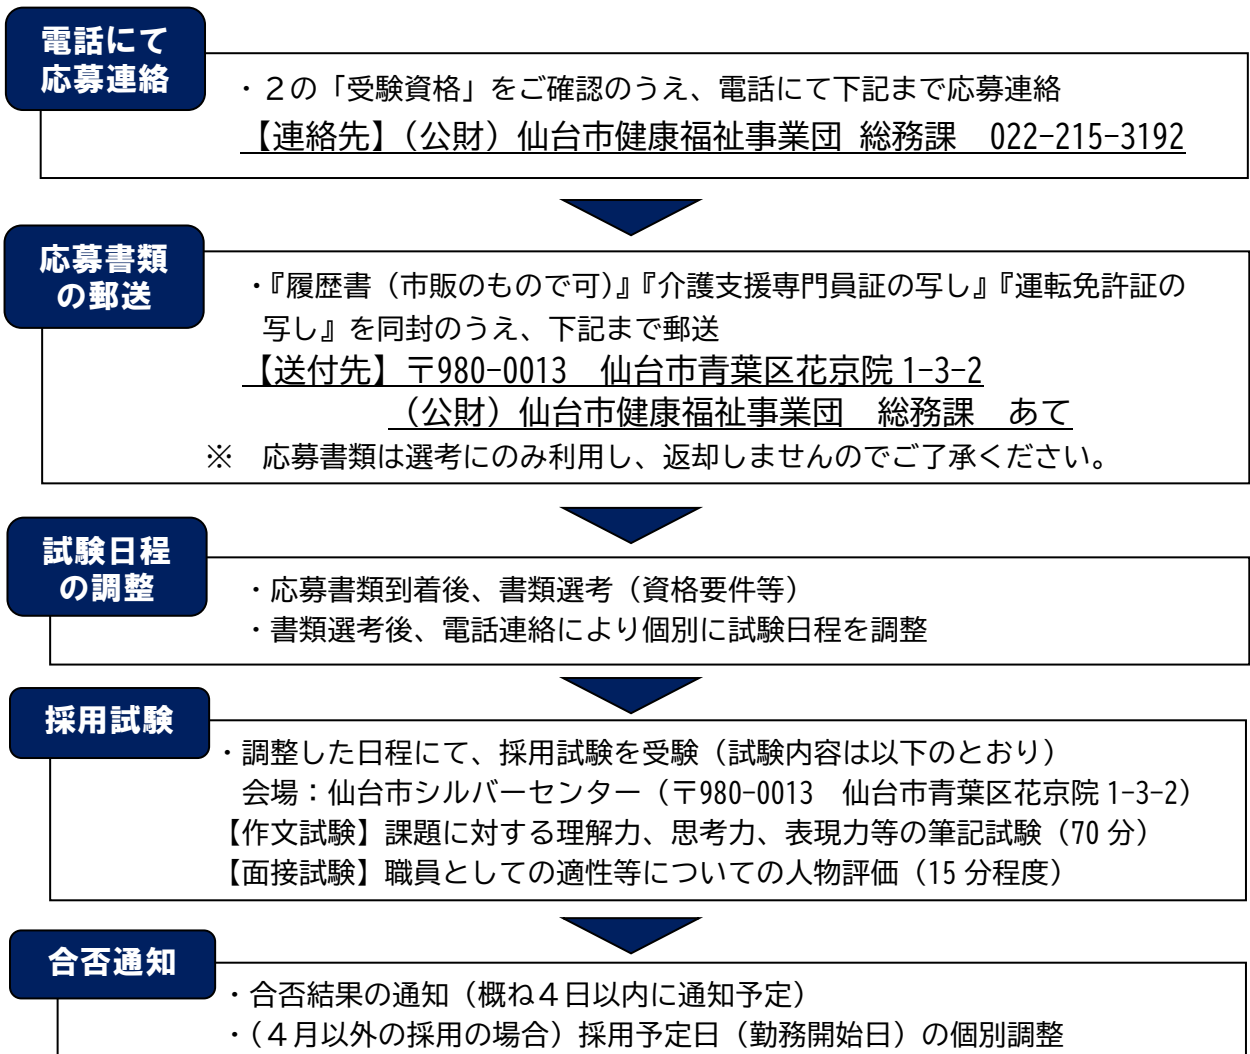 電話にて
応募連絡
・２の「受験資格」をご確認のうえ、電話にて下記まで応募連絡
【連絡先】（公財）仙台市健康福祉事業団 総務課　022-215-3192
応募書類
の郵送
・『履歴書（市販のもので可）』『介護支援専門員証の写し』『運転免許証の
写し』を同封のうえ、下記まで郵送
【送付先】〒980-0013　仙台市青葉区花京院 1-3-2
（公財）仙台市健康福祉事業団　総務課　あて
※　応募書類は選考にのみ利用し、返却しませんのでご了承ください。
試験日程
の調整
・応募書類到着後、書類選考（資格要件等）
・書類選考後、電話連絡により個別に試験日程を調整
採用試験
・調整した日程にて、採用試験を受験（試験内容は以下のとおり）
会場：仙台市シルバーセンター（〒980-0013　仙台市青葉区花京院 1-3-2）
【作文試験】課題に対する理解力、思考力、表現力等の筆記試験（70 分）
【面接試験】職員としての適性等についての人物評価（15 分程度）
合否通知
・合否結果の通知（概ね４日以内に通知予定）
・（４月以外の採用の場合）採用予定日（勤務開始日）の個別調整